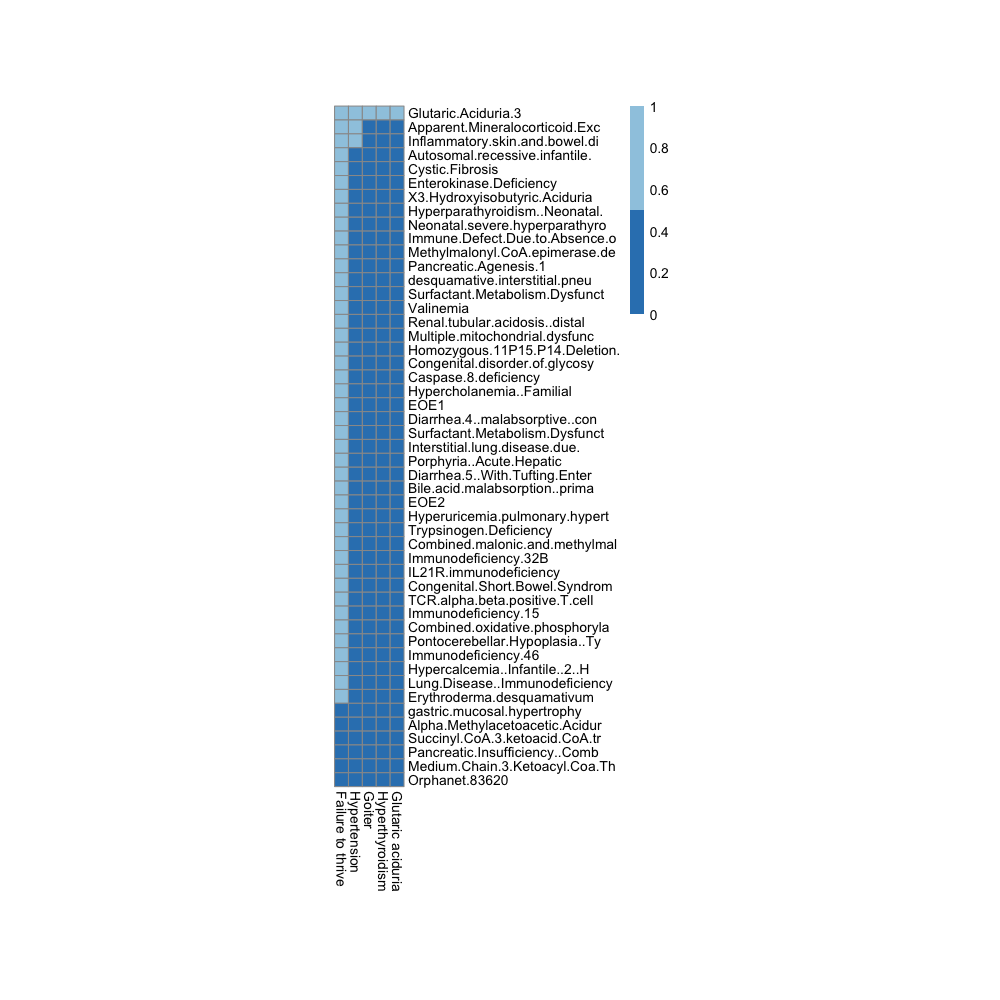 Glutaric.Aciduria.3
Apparent.Mineralocorticoid.Exc
Inflammatory.skin.and.bowel.di
Autosomal.recessive.infantile.
Cystic.Fibrosis
Enterokinase.Deficiency
X3.Hydroxyisobutyric.Aciduria
Hyperparathyroidism..Neonatal.
Neonatal.severe.hyperparathyro
Immune.Defect.Due.to.Absence.o
Methylmalonyl.CoA.epimerase.de
Pancreatic.Agenesis.1
desquamative.interstitial.pneu
Surfactant.Metabolism.Dysfunct
Valinemia
Renal.tubular.acidosis..distal
Multiple.mitochondrial.dysfunc
Homozygous.11P15.P14.Deletion.
Congenital.disorder.of.glycosy
Caspase.8.deficiency
Hypercholanemia..Familial
EOE1
Diarrhea.4..malabsorptive..con
Surfactant.Metabolism.Dysfunct
Interstitial.lung.disease.due.
Porphyria..Acute.Hepatic
Diarrhea.5..With.Tufting.Enter
Bile.acid.malabsorption..prima
EOE2
Hyperuricemia.pulmonary.hypert
Trypsinogen.Deficiency
Combined.malonic.and.methylmal
Immunodeficiency.32B
IL21R.immunodeficiency
Congenital.Short.Bowel.Syndrom
TCR.alpha.beta.positive.T.cell
Immunodeficiency.15
Combined.oxidative.phosphoryla
Pontocerebellar.Hypoplasia..Ty
Immunodeficiency.46
Hypercalcemia..Infantile..2..H
Lung.Disease..Immunodeficiency
Erythroderma.desquamativum
gastric.mucosal.hypertrophy
Alpha.Methylacetoacetic.Acidur
Succinyl.CoA.3.ketoacid.CoA.tr
Pancreatic.Insufficiency..Comb
Medium.Chain.3.Ketoacyl.Coa.Th
Orphanet.83620
Failure to thrive
Hypertension
Goiter
Hyperthyroidism
Glutaric aciduria
1
0.8
0.6
0.4
0.2
0